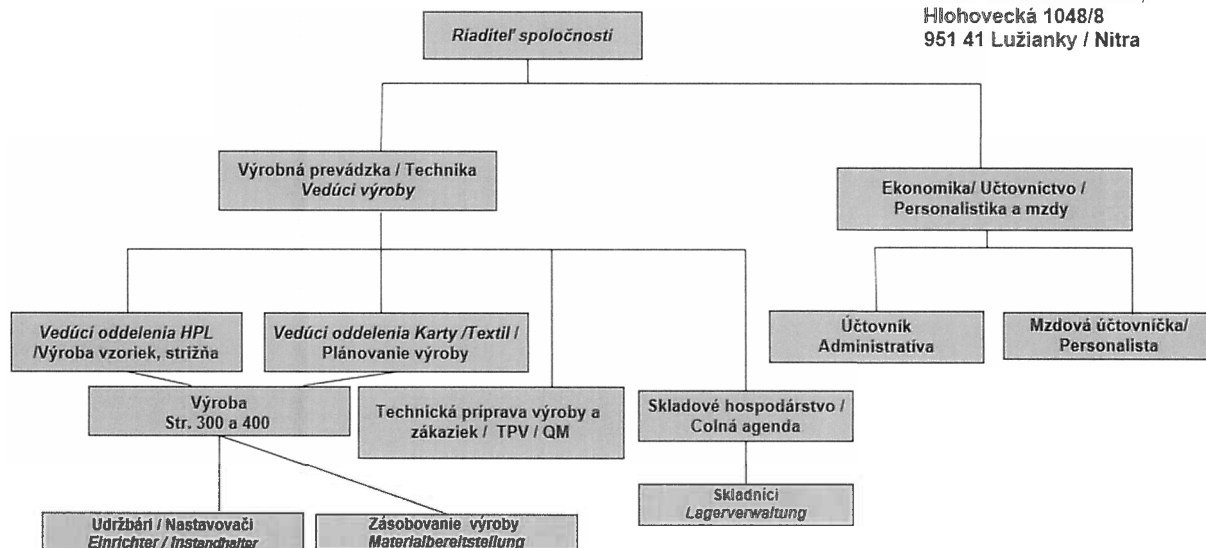 Hlohovecká 1048/8
951 41 Lužianky / Nitra
Riaditeľ spoločnosti
Výrobná prevádzka / Technika
Vedúci výroby
Ekonomika/ Účtovníctvo /
Personalistika a mzdy
Vedúci oddelenia HPL
/Výroba vzoriek, strižňa
Vedúci oddelenia Karty /Textil /
Plánovanie výroby
Účtovník
Administratíva
Mzdová účtovníčka/
Personalista
Výroba
Str. 300 a 400
Technická príprava výroby a
zákaziek / TPV / QM
Skladové hospodárstvo /
Colná agenda
Skladníci
Lagerverwaltung
Udržbári / Nastavovači
Einrichter / Instandhalter
Zásobovanie výroby
Materialbereitstellung